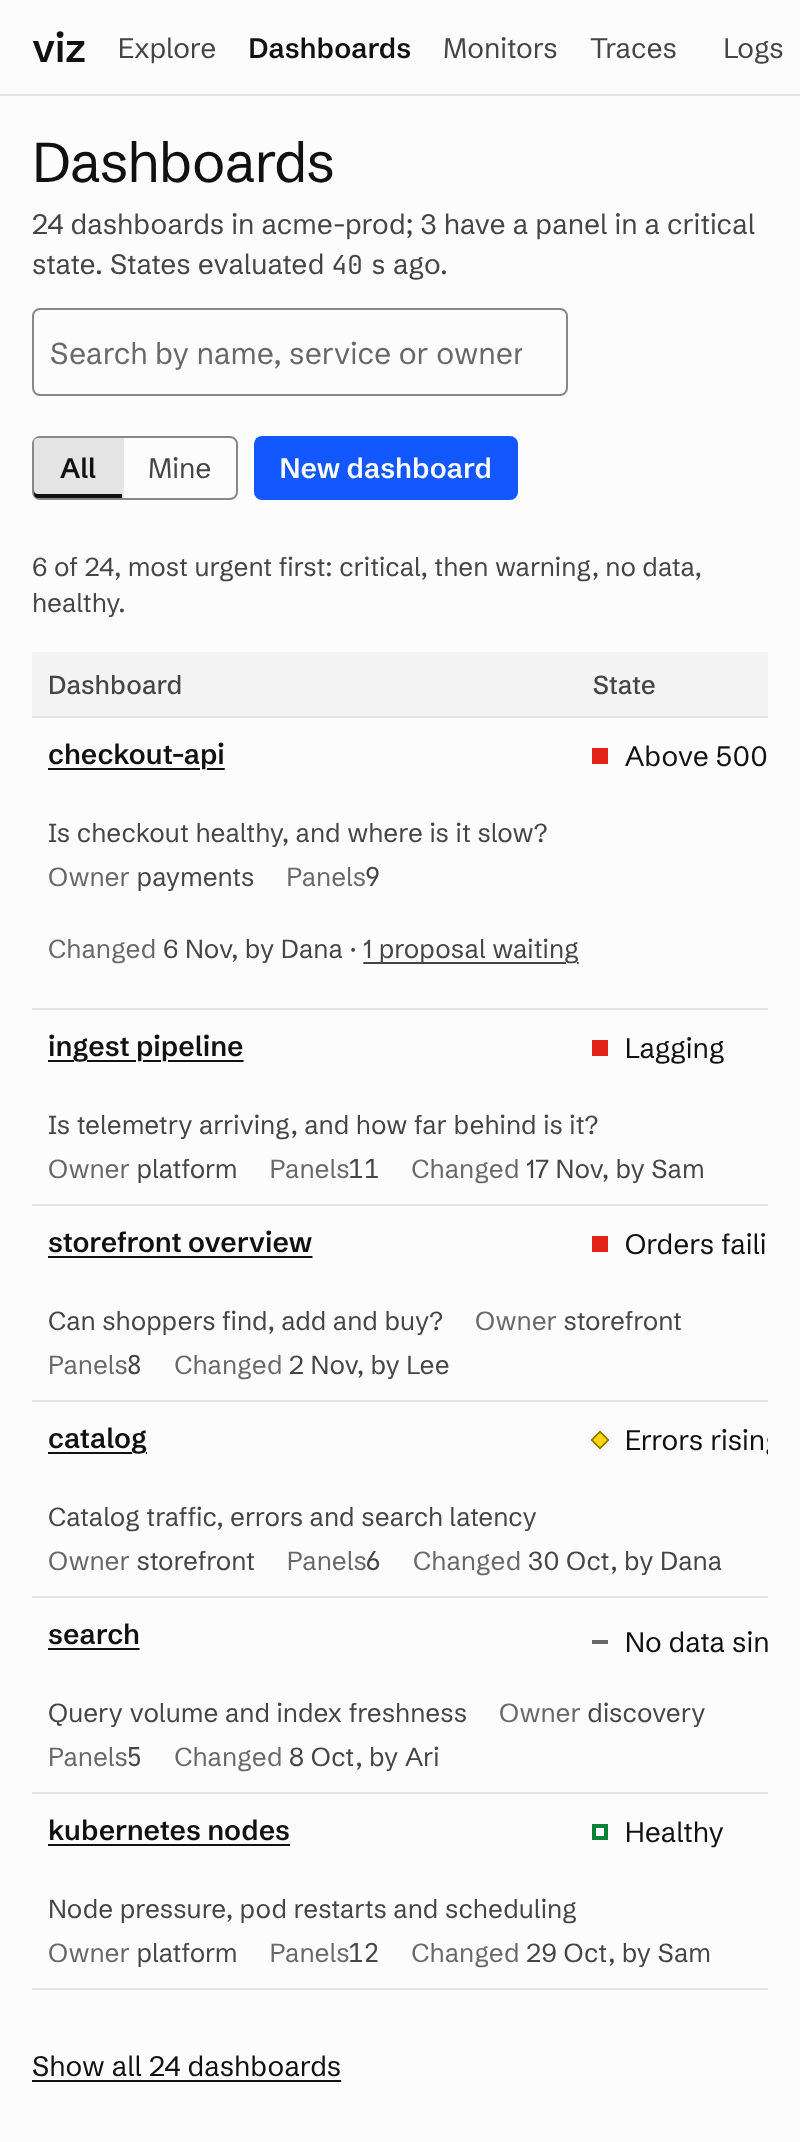 viz Explore Dashboards Monitors Traces Logs
Dashboards
24 dashboards in acme-prod; 3 have a panel in a critical
state. States evaluated 40 s ago.
Search by name, service or owner
All Mine New dashboard
6 of 24, most urgent first: critical, then warning, no data,
healthy.
Dashboard State
checkout-api Above 500
Is checkout healthy, and where is it slow?
Owner payments Panels9
Changed 6 Nov, by Dana · 1 proposal waiting
ingest pipeline Lagging
Is telemetry arriving, and how far behind is it?
Owner platform Panels11 Changed 17 Nov, by Sam
storefront overview Orders faili
Can shoppers find, add and buy? Owner storefront
Panels8 Changed 2 Nov, by Lee
catalog Errors rising
Catalog traffic, errors and search latency
Owner storefront Panels6 Changed 30 Oct, by Dana
search No data sin
Query volume and index freshness Owner discovery
Panels5 Changed 8 Oct, by Ari
kubernetes nodes Healthy
Node pressure, pod restarts and scheduling
Owner platform Panels12 Changed 29 Oct, by Sam
Show all 24 dashboards